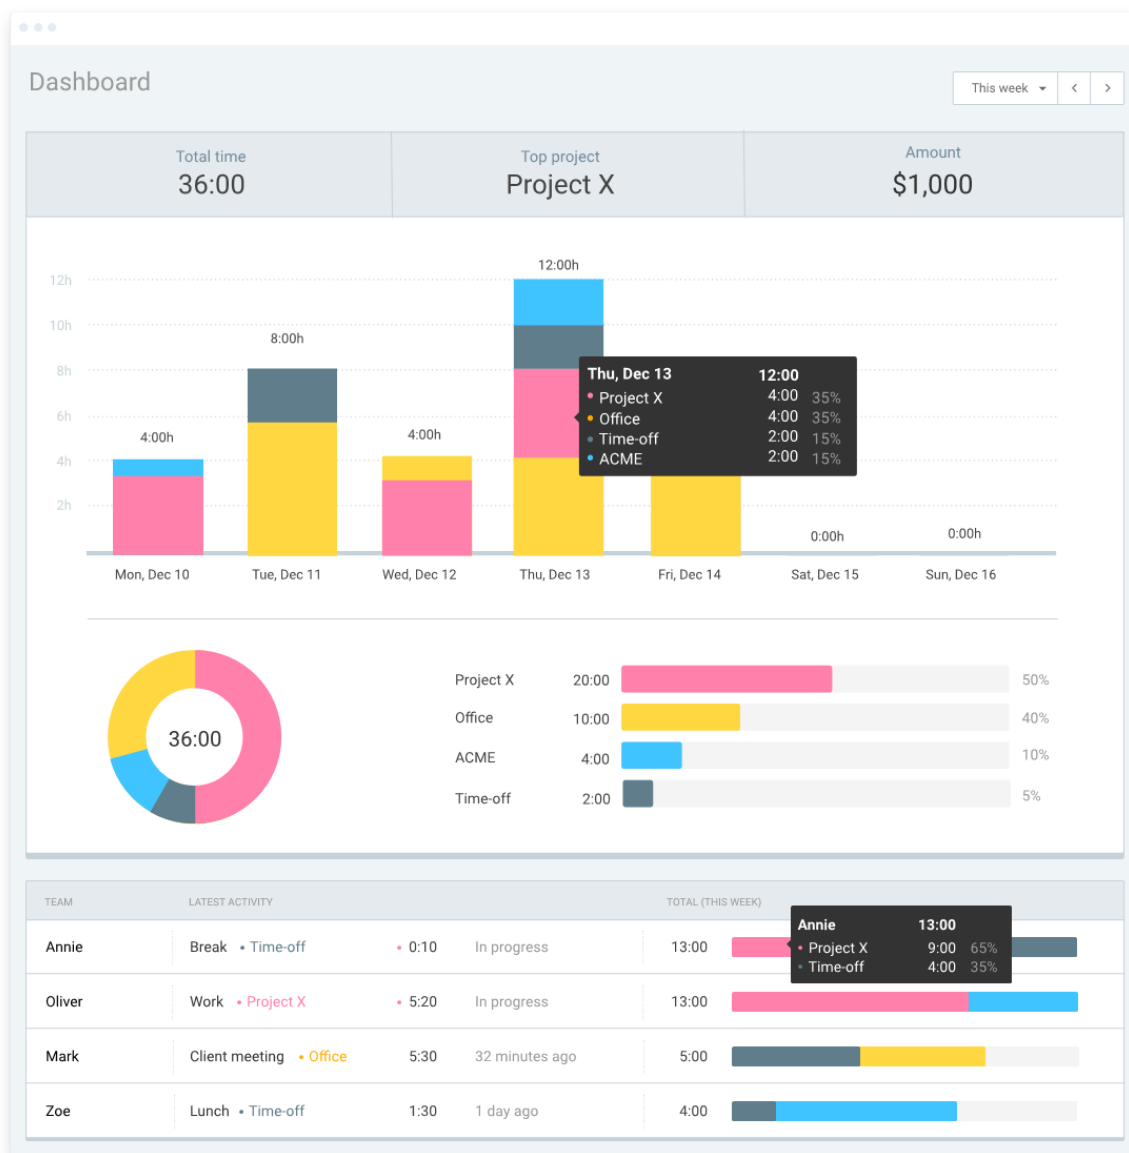 Dashboard
This week
Total time
36:00
Top project
Project X
Amount
$1,000
12h
10h
8h
6h
4h
2h
4:00h
8:00h
4:00h
12:00h
0:00h
0:00h
Thu, Dec 13 12:00
Project X 4:00 35%
Office 4:00 35%
Time-off 2:00 15%
ACME 2:00 15%
Mon, Dec 10 Tue, Dec 11 Wed, Dec 12 Thu, Dec 13 Fri, Dec 14 Sat, Dec 15 Sun, Dec 16
36:00
Project X 20:00 50%
Office 10:00 40%
ACME 4:00 10%
Time-off 2:00 5%
TEAM LATEST ACTIVITY TOTAL (THIS WEEK)
Annie Break • Time-off • 0:10 In progress 13:00
Annie 13:00
Project X 9:00 65%
Time-off 4:00 35%
Oliver Work • Project X • 5:20 In progress 13:00
Mark Client meeting • Office 5:30 32 minutes ago 5:00
Zoe Lunch • Time-off 1:30 1 day ago 4:00